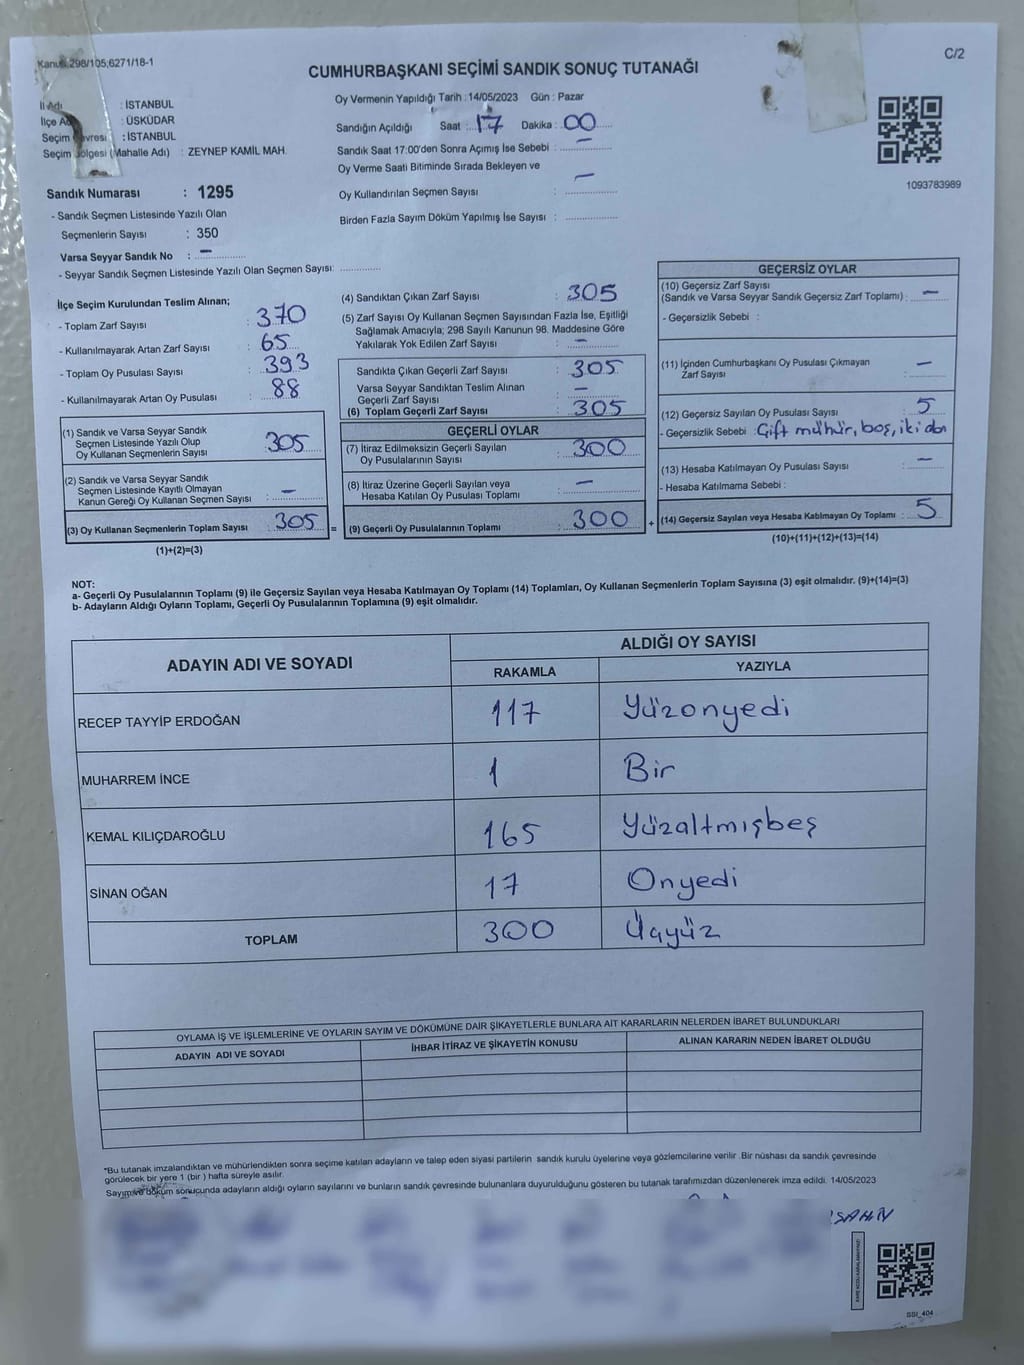 Kanun:298/105;6271/18-1
C/2
CUMHURBAŞKANI SEÇİMİ SANDIK SONUÇ TUTANAĞI
İl Adı : İSTANBUL
İlçe Adı : ÜSKÜDAR
Seçim Çevresi : İSTANBUL
Seçim Bölgesi (Mahalle Adı) : ZEYNEP KAMİL MAH.
Sandık Numarası : 1295
- Sandık Seçmen Listesinde Yazılı Olan
Seçmenlerin Sayısı : 350
Varsa Seyyar Sandık No : –
- Seyyar Sandık Seçmen Listesinde Yazılı Olan Seçmen Sayısı:
Oy Vermenin Yapıldığı Tarih : 14/05/2023 Gün : Pazar
Sandığın Açıldığı Saat : 17 Dakika : 00
Sandık Saat 17:00'den Sonra Açımış İse Sebebi : –
Oy Verme Saati Bitiminde Sırada Bekleyen ve
Oy Kullandırılan Seçmen Sayısı : –
Birden Fazla Sayım Döküm Yapılmış İse Sayısı :
1093783989
İlçe Seçim Kurulundan Teslim Alınan;
- Toplam Zarf Sayısı : 370
- Kullanılmayarak Artan Zarf Sayısı : 65
- Toplam Oy Pusulası Sayısı : 393
- Kullanılmayarak Artan Oy Pusulası : 88
(1) Sandık ve Varsa Seyyar Sandık
Seçmen Listesinde Yazılı Olup
Oy Kullanan Seçmenlerin Sayısı : 305
(2) Sandık ve Varsa Seyyar Sandık
Seçmen Listesinde Kayıtlı Olmayan
Kanun Gereği Oy Kullanan Seçmen Sayısı : –
(3) Oy Kullanan Seçmenlerin Toplam Sayısı : 305
(1)+(2)=(3)
(4) Sandıktan Çıkan Zarf Sayısı : 305
(5) Zarf Sayısı Oy Kullanan Seçmen Sayısından Fazla İse, Eşitliği
Sağlamak Amacıyla; 298 Sayılı Kanunun 98. Maddesine Göre
Yakılarak Yok Edilen Zarf Sayısı : –
Sandıkta Çıkan Geçerli Zarf Sayısı : 305
Varsa Seyyar Sandıktan Teslim Alınan
Geçerli Zarf Sayısı : –
(6) Toplam Geçerli Zarf Sayısı : 305
GEÇERLİ OYLAR
(7) İtiraz Edilmeksizin Geçerli Sayılan
Oy Pusulalarının Sayısı : 300
(8) İtiraz Üzerine Geçerli Sayılan veya
Hesaba Katılan Oy Pusulası Toplamı : –
= (9) Geçerli Oy Pusulalarının Toplamı : 300 +
GEÇERSİZ OYLAR
(10) Geçersiz Zarf Sayısı
(Sandık ve Varsa Seyyar Sandık Geçersiz Zarf Toplamı) : –
- Geçersizlik Sebebi :
(11) İçinden Cumhurbaşkanı Oy Pusulası Çıkmayan
Zarf Sayısı : –
(12) Geçersiz Sayılan Oy Pusulası Sayısı : 5
- Geçersizlik Sebebi : Çift mühür, boş, iki
(13) Hesaba Katılmayan Oy Pusulası Sayısı : –
- Hesaba Katılmama Sebebi :
(14) Geçersiz Sayılan veya Hesaba Katılmayan Oy Toplamı : 5
(10)+(11)+(12)+(13)=(14)
NOT:
a- Geçerli Oy Pusulalarının Toplamı (9) ile Geçersiz Sayılan veya Hesaba Katılmayan Oy Toplamı (14) Toplamları, Oy Kullanan Seçmenlerin Toplam Sayısına (3) eşit olmalıdır. (9)+(14)=(3)
b- Adayların Aldığı Oyların Toplamı, Geçerli Oy Pusulalarının Toplamına (9) eşit olmalıdır.
ADAYIN ADI VE SOYADI ALDIĞI OY SAYISI
RAKAMLA YAZIYLA
RECEP TAYYİP ERDOĞAN 117 Yüzonyedi
MUHARREM İNCE 1 Bir
KEMAL KILIÇDAROĞLU 165 Yüzaltmışbeş
SİNAN OĞAN 17 Onyedi
TOPLAM 300 Üçyüz
OYLAMA İŞ VE İŞLEMLERİNE VE OYLARIN SAYIM VE DÖKÜMÜNE DAİR ŞİKAYETLERLE BUNLARA AİT KARARLARIN NELERDEN İBARET BULUNDUKLARI
ADAYIN ADI VE SOYADI İHBAR İTİRAZ VE ŞİKAYETİN KONUSU ALINAN KARARIN NEDEN İBARET OLDUĞU
*Bu tutanak imzalandıktan ve mühürlendikten sonra seçime katılan adayların ve talep eden siyasi partilerin sandık kurulu üyelerine veya gözlemcilerine verilir .Bir nüshası da sandık çevresinde
görülecek bir yere 1 (bir ) hafta süreyle asılır.
Sayım ve döküm sonucunda adayların aldığı oyların sayılarını ve bunların sandık çevresinde bulunanlara duyurulduğunu gösteren bu tutanak tarafımızdan düzenlenerek imza edildi. 14/05/2023
ŞAHİN
SSI_404